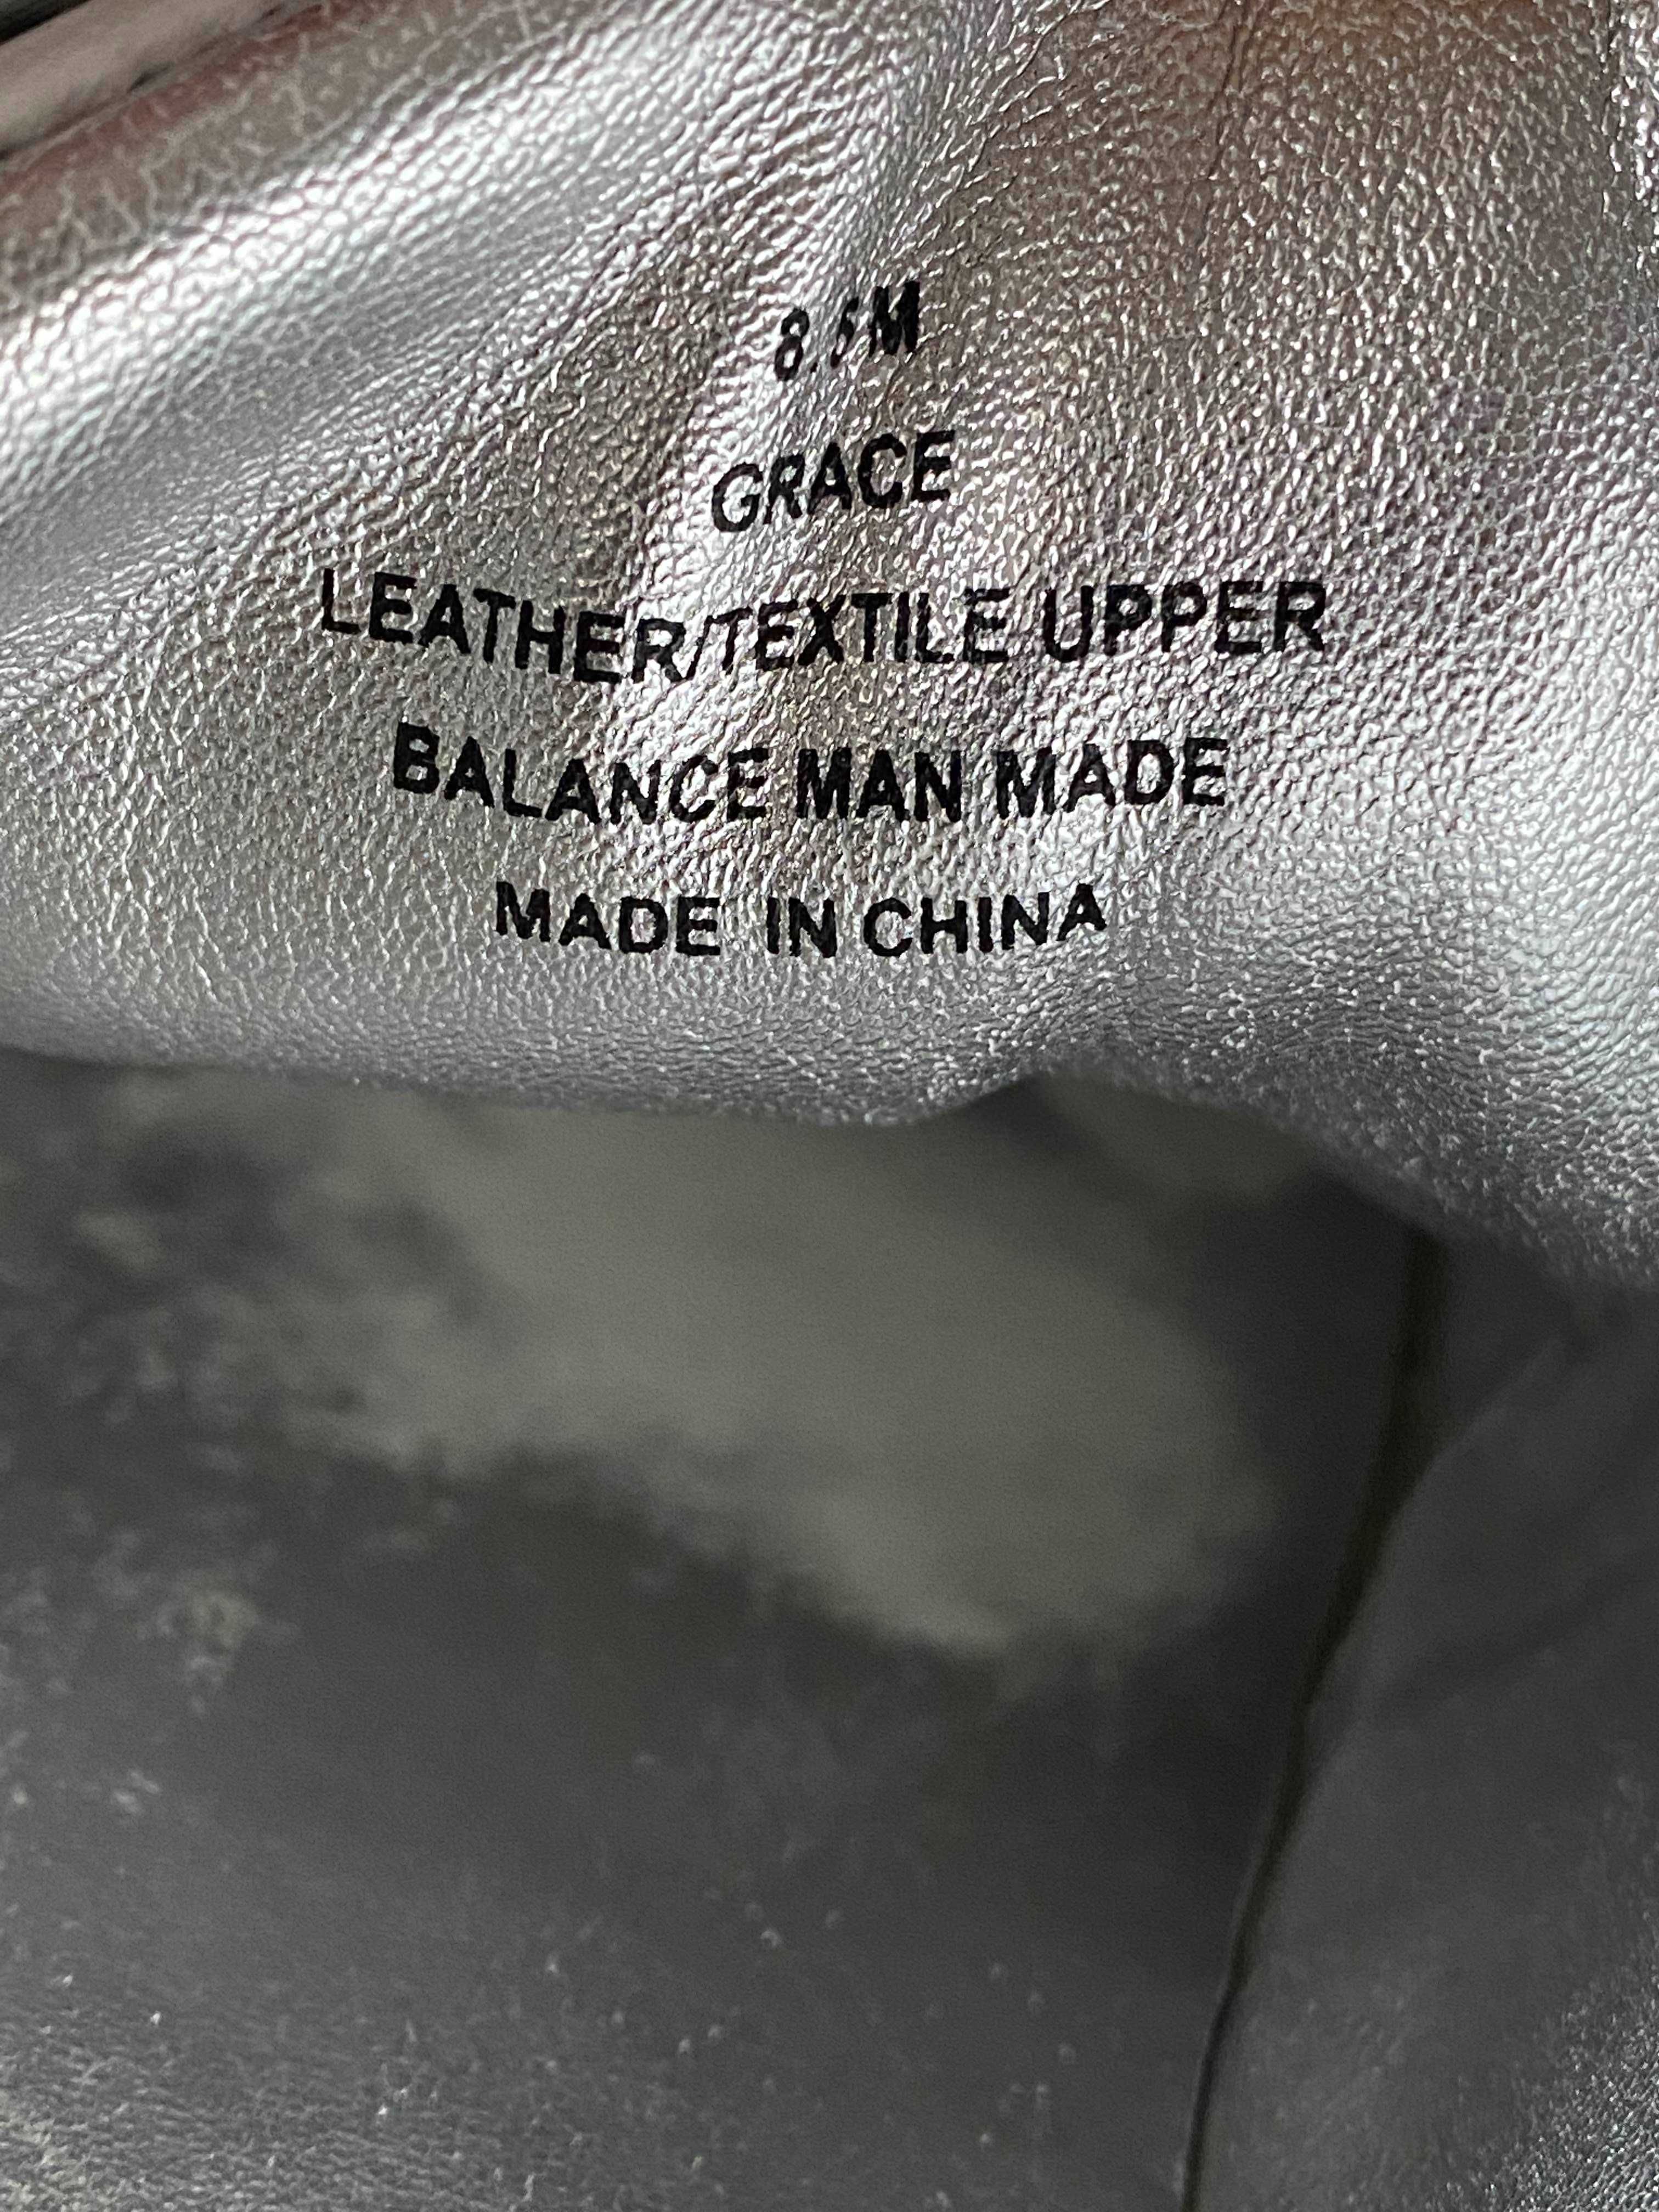 8.5M
GRACE
LEATHER/TEXTILE UPPER
BALANCE MAN MADE
MADE IN CHINA